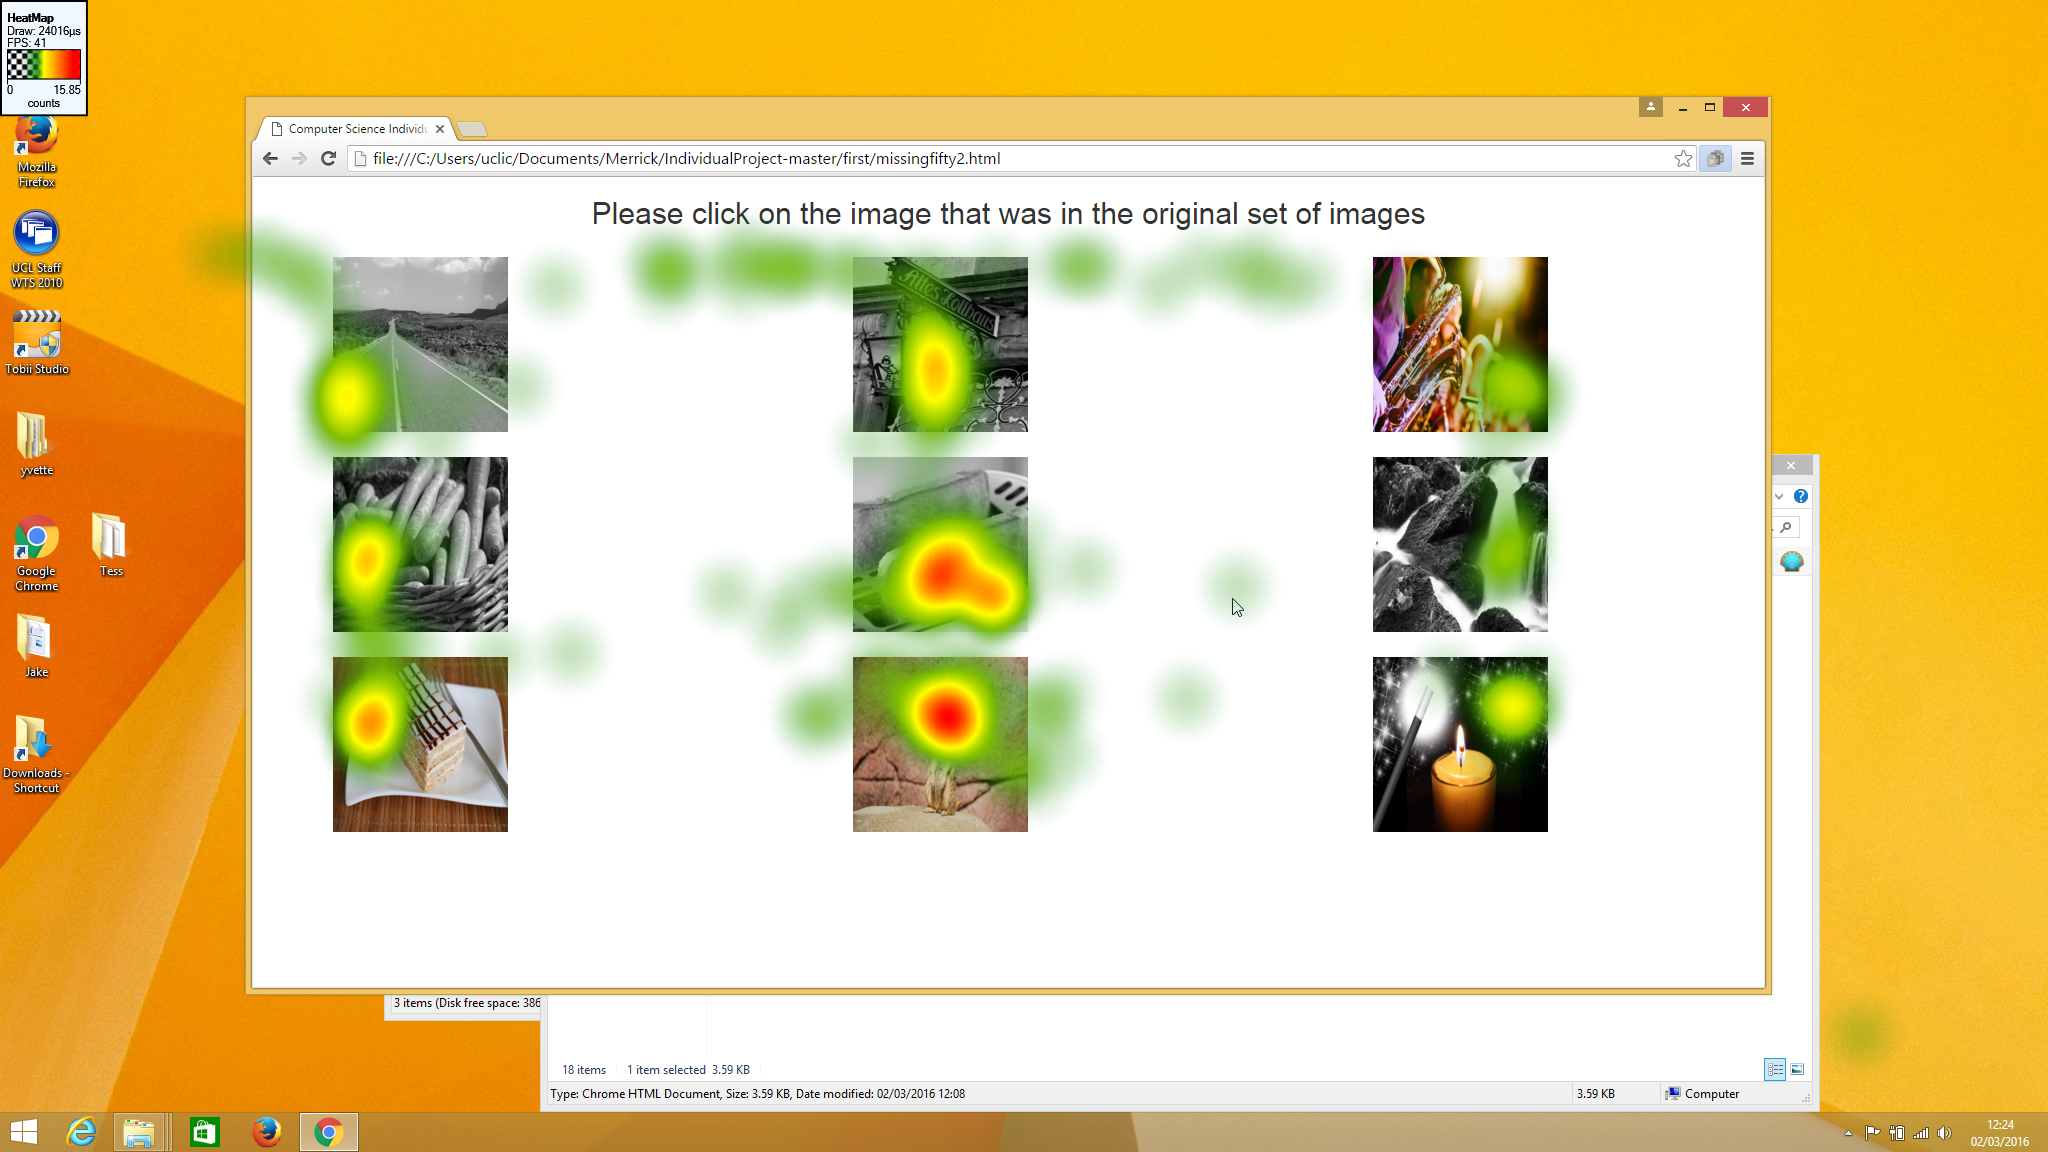 HeatMap
Draw: 24016µs
FPS: 41
0 15.85
counts
Mozilla
Firefox
UCL Staff
WTS 2010
Tobii Studio
yvette
Google
Chrome
Tess
Jake
Downloads -
Shortcut
Computer Science Individu
file:///C:/Users/uclic/Documents/Merrick/IndividualProject-master/first/missingfifty2.html
Please click on the image that was in the original set of images
Altes Zollhaus
3 items (Disk free space: 386
18 items 1 item selected 3.59 KB
Type: Chrome HTML Document, Size: 3.59 KB, Date modified: 02/03/2016 12:08
3.59 KB
Computer
12:24
02/03/2016